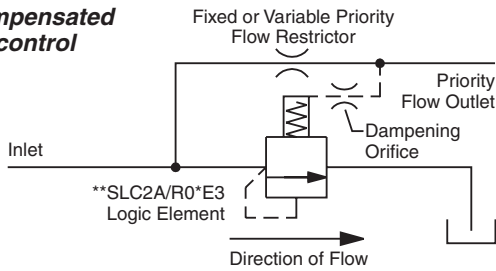 Fixed or Variable Priority
Flow Restrictor
control
Priority
Flow Outlet
Dampening
Orifice
Inlet
**SLC2A/R0*E3
Logic Element
Direction of Flow